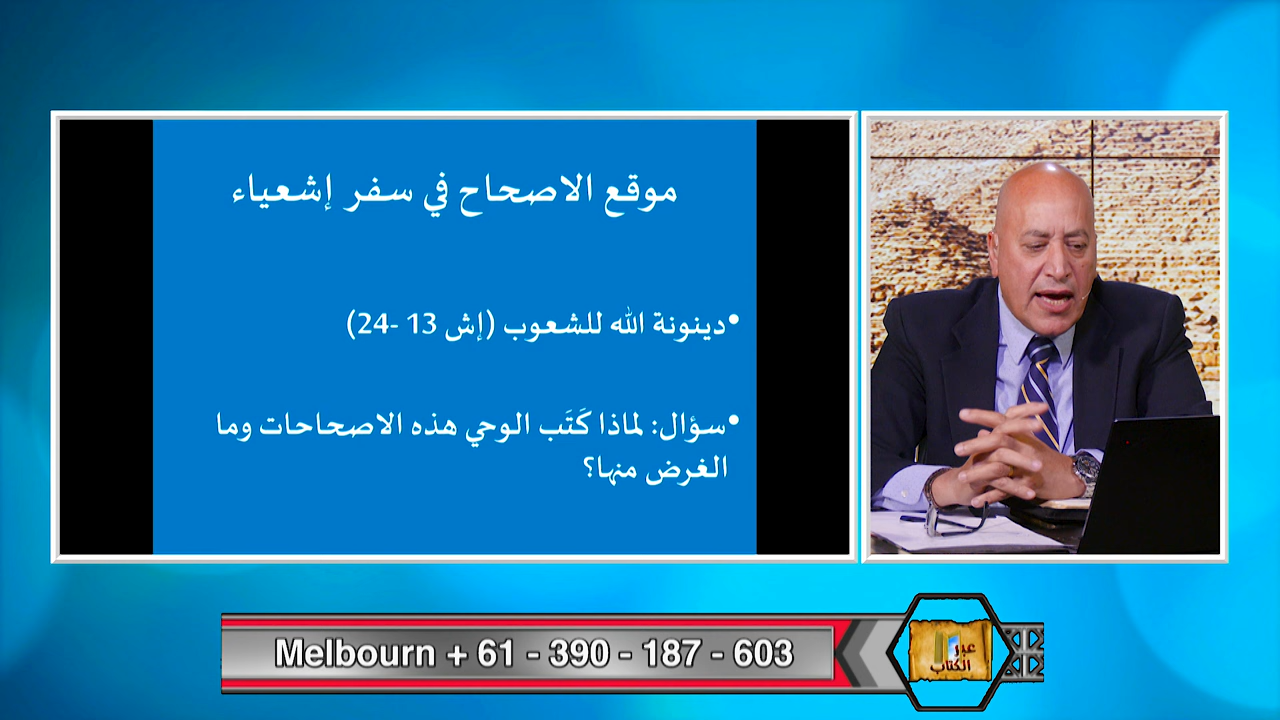 موقع الاصحاح في سفر إشعياء
•دينونة الله للشعوب (إش 13 -24)
•سؤال: لماذا كَتَب الوحي هذه الاصحاحات وما
الغرض منها؟
Melbourn + 61 - 390 - 187 - 603
عبر
الكتاب